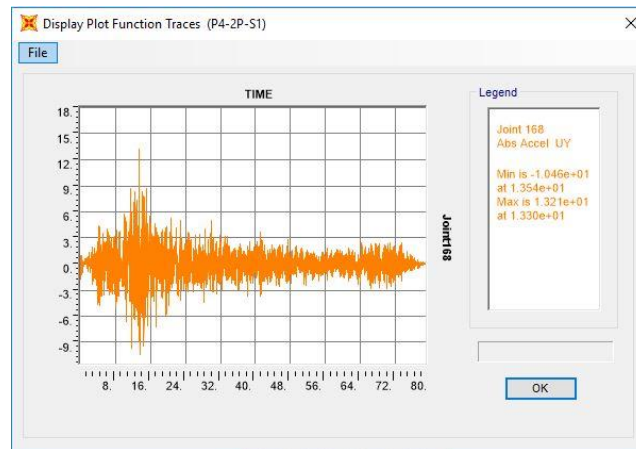 Display Plot Function Traces (P4-2P-S1)
File
TIME
18.
15.
12.
9.
6.
3.
0.
-3.
-6.
-9.
8. 16. 24. 32. 40. 48. 56. 64. 72. 80.
Joint168
Legend
Joint 168
Abs Accel UY
Min is -1.046e+01
at 1.354e+01
Max is 1.321e+01
at 1.330e+01
OK